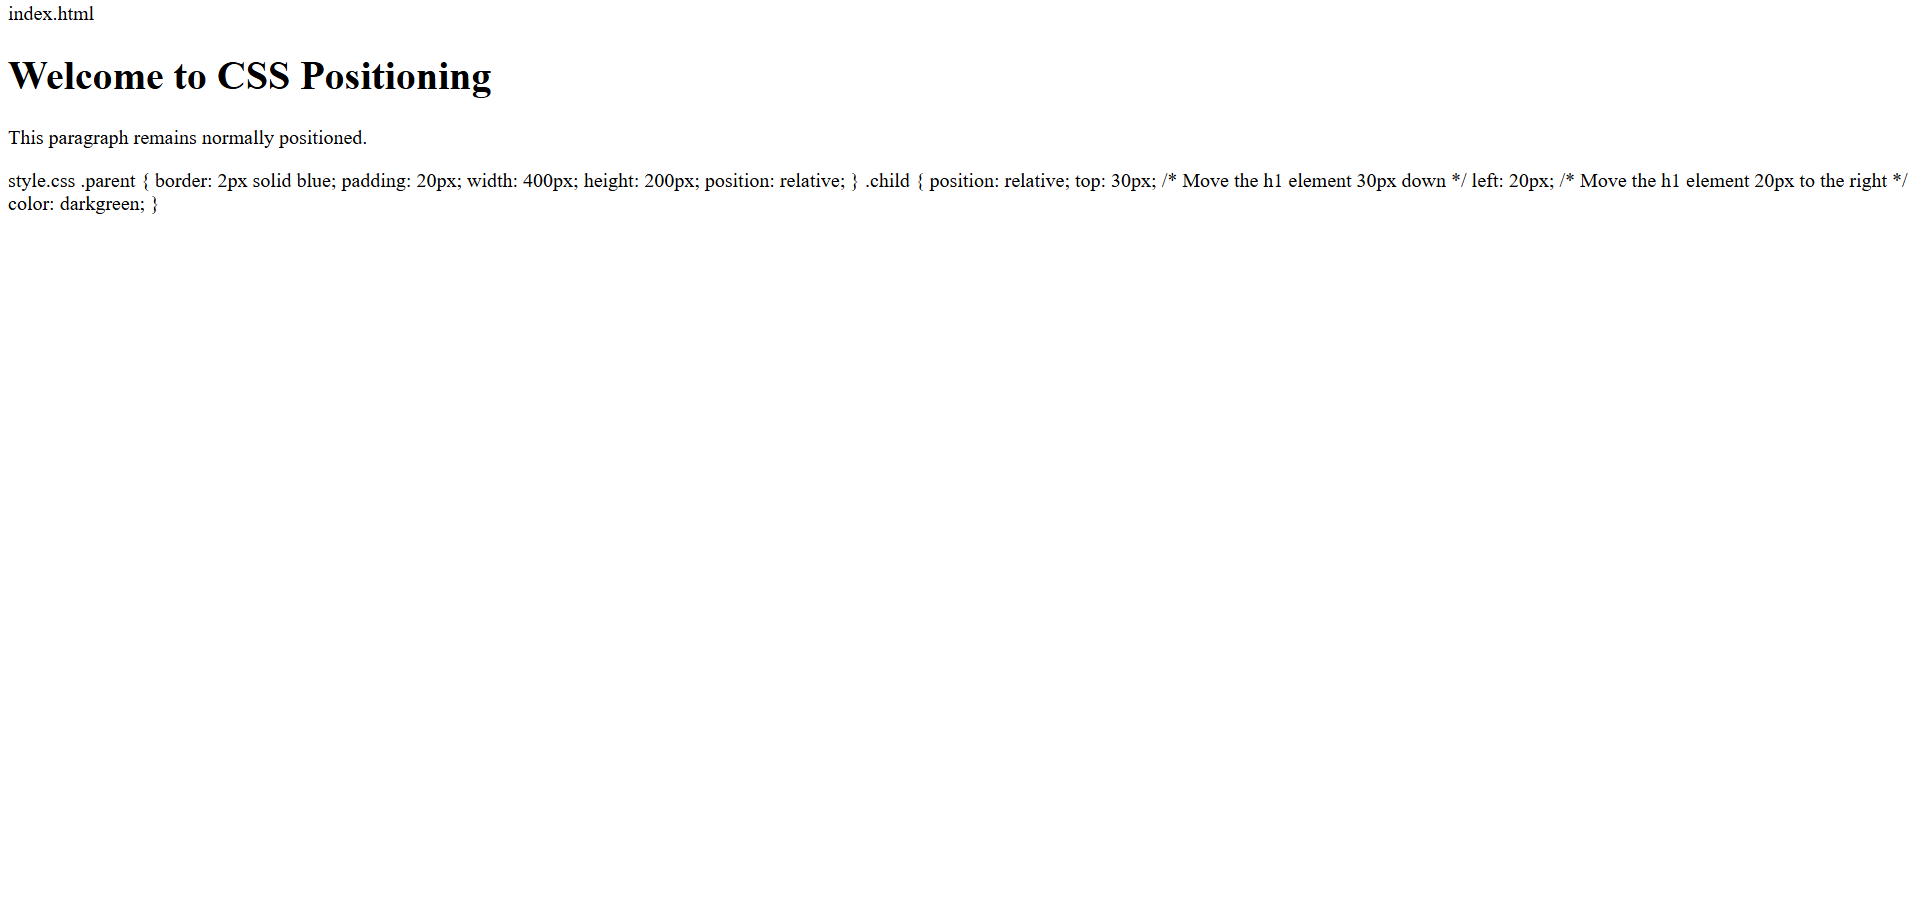 index.html
Welcome to CSS Positioning
This paragraph remains normally positioned.
style.css .parent { border: 2px solid blue; padding: 20px; width: 400px; height: 200px; position: relative; } .child { position: relative; top: 30px; /* Move the h1 element 30px down */ left: 20px; /* Move the h1 element 20px to the right */
color: darkgreen; }